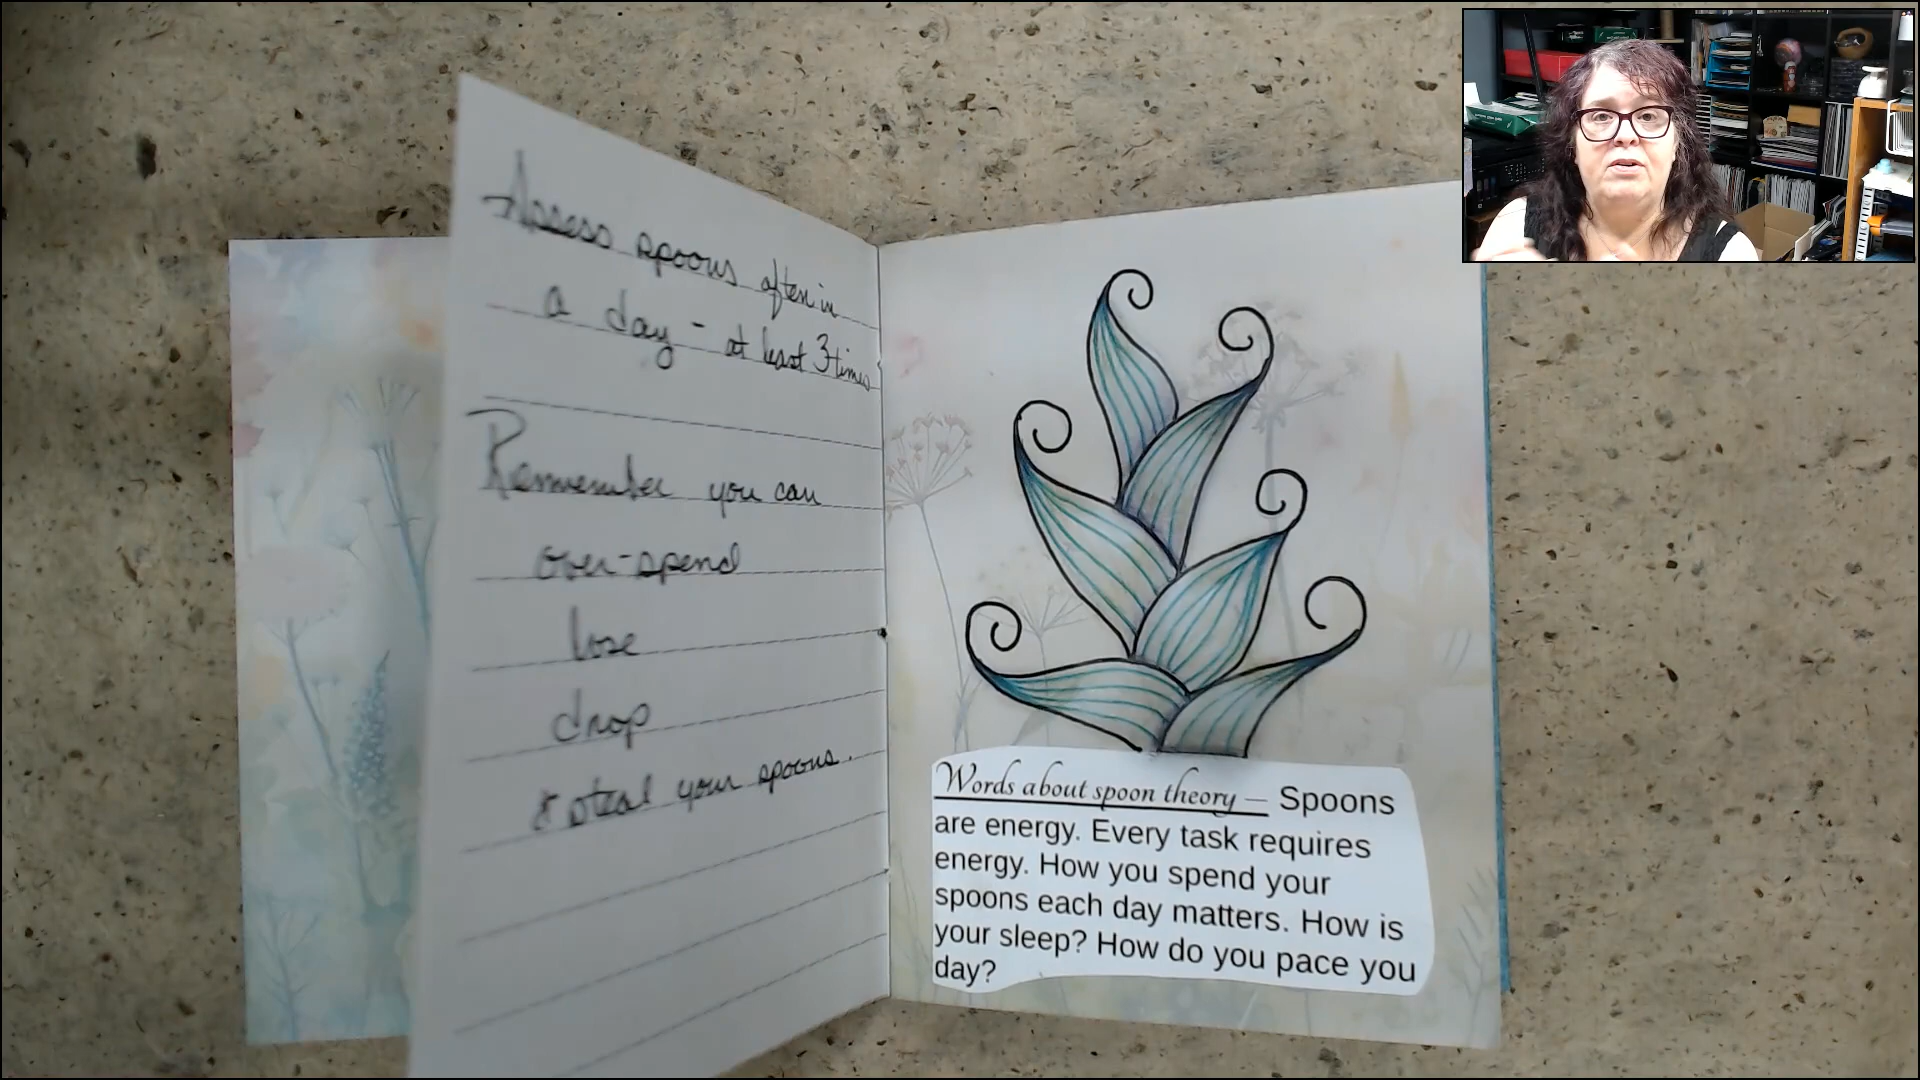 Assess spoons often in
a day - at least 3 times
Remember you can
over-spend
lose
drop
& steal your spoons.
Words about spoon theory — Spoons
are energy. Every task requires
energy. How you spend your
spoons each day matters. How is
your sleep? How do you pace you
day?